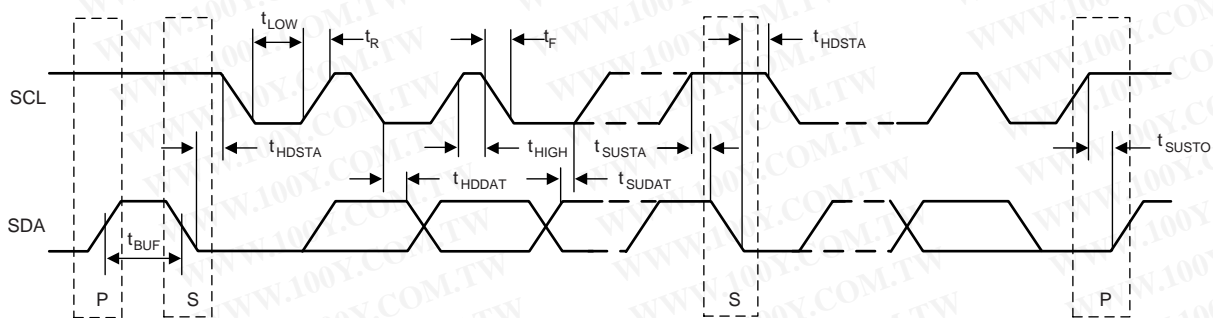 tLOW
tR
tF
tHDSTA
SCL
tHDSTA
tHIGH
tSUSTA
tSUSTO
tHDDAT
tSUDAT
SDA
tBUF
P
S
S
P
WWW.100Y.COM.TW